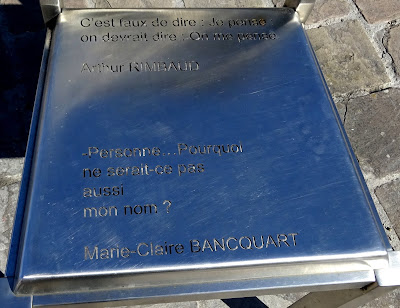 C'est faux de dire : Je pense :
on devrait dire : On me pense.
Arthur RIMBAUD
-Personne...Pourquoi
ne serait-ce pas
aussi
mon nom ?
Marie-Claire BANCQUART